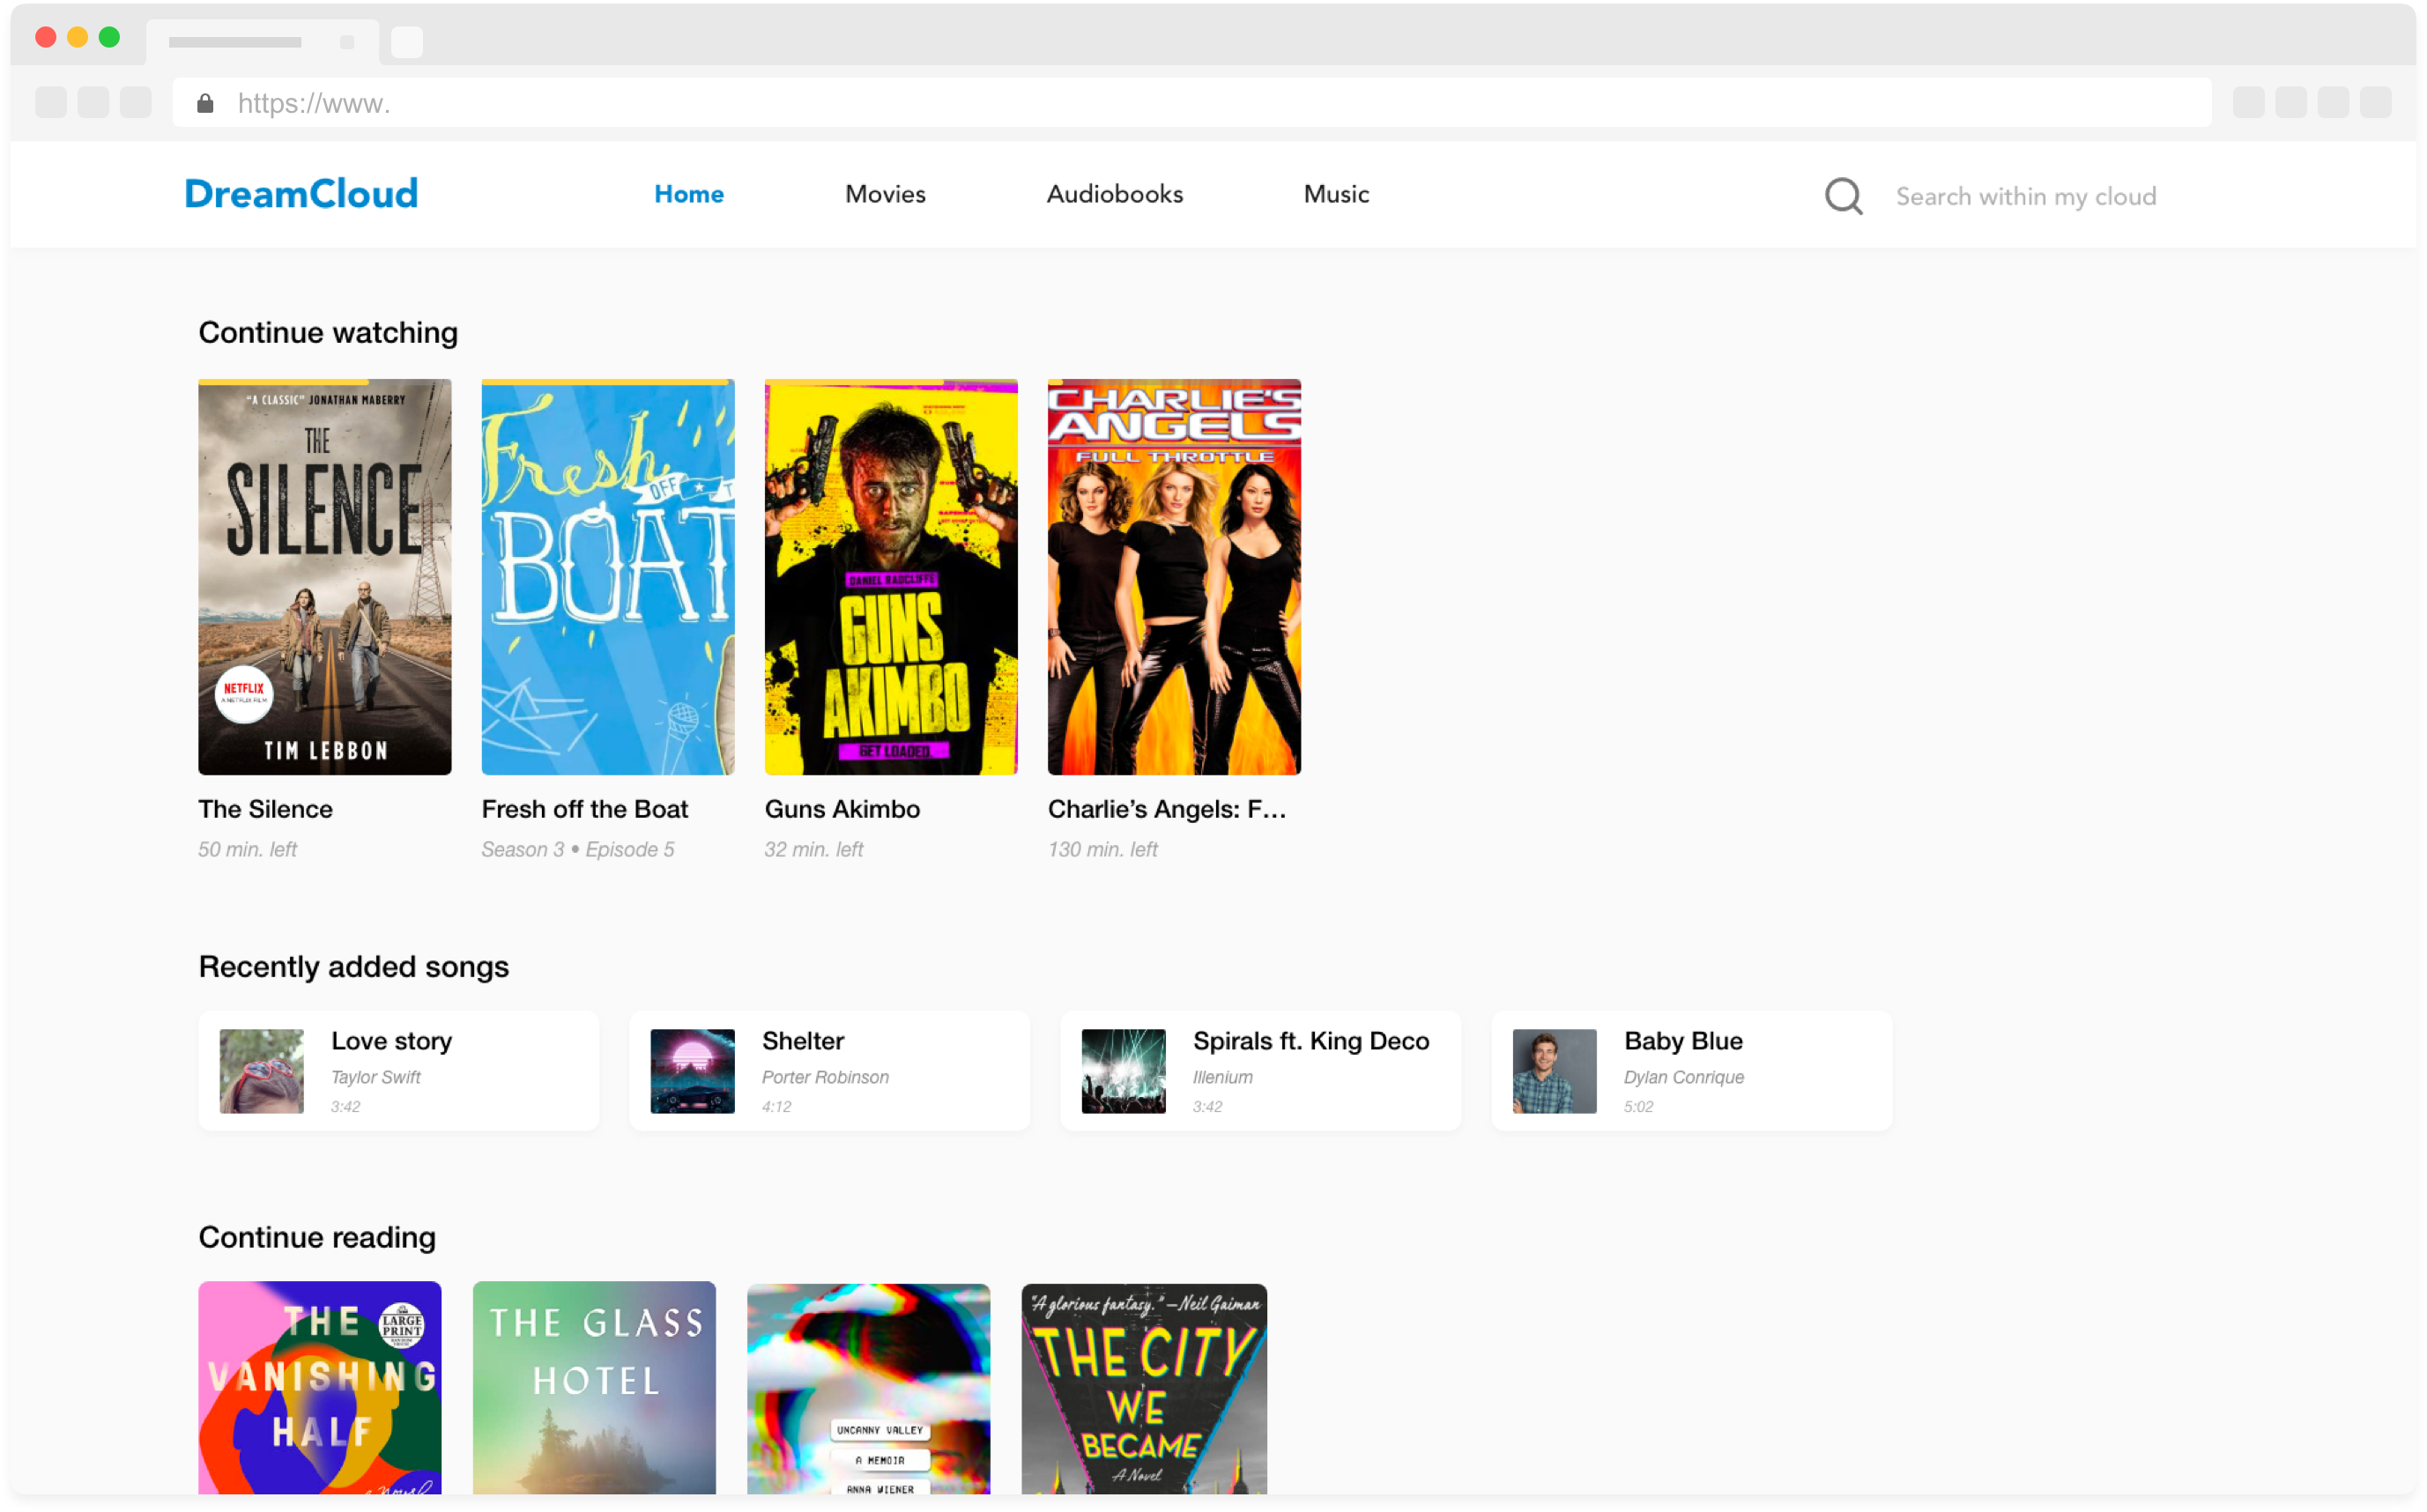 https://www.
DreamCloud
Home
Movies
Audiobooks
Music
Search within my cloud
Continue watching
"A CLASSIC" JONATHAN MABERRY
THE
SILENCE
NETFLIX
A NETFLIX FILM
TIM LEBBON
Fresh
OFF
T
BOAT
DANIEL RADCLIFFE
GUNS
AKIMBO
GET LOADED.
CHARLIE'S
ANGELS
FULL THROTTLE
The Silence
50 min. left
Fresh off the Boat
Season 3 • Episode 5
Guns Akimbo
32 min. left
Charlie’s Angels: F...
130 min. left
Recently added songs
Love story
Taylor Swift
3:42
Shelter
Porter Robinson
4:12
Spirals ft. King Deco
Illenium
3:42
Baby Blue
Dylan Conrique
5:02
Continue reading
THE
VANISHING
HALF
LARGE
PRINT
a novel
THE GLASS
HOTEL
UNCANNY VALLEY
A MEMOIR
ANNA WIENER
"A glorious fantasy." —Neil Gaiman
THE CITY
WE
BECAME
A Novel